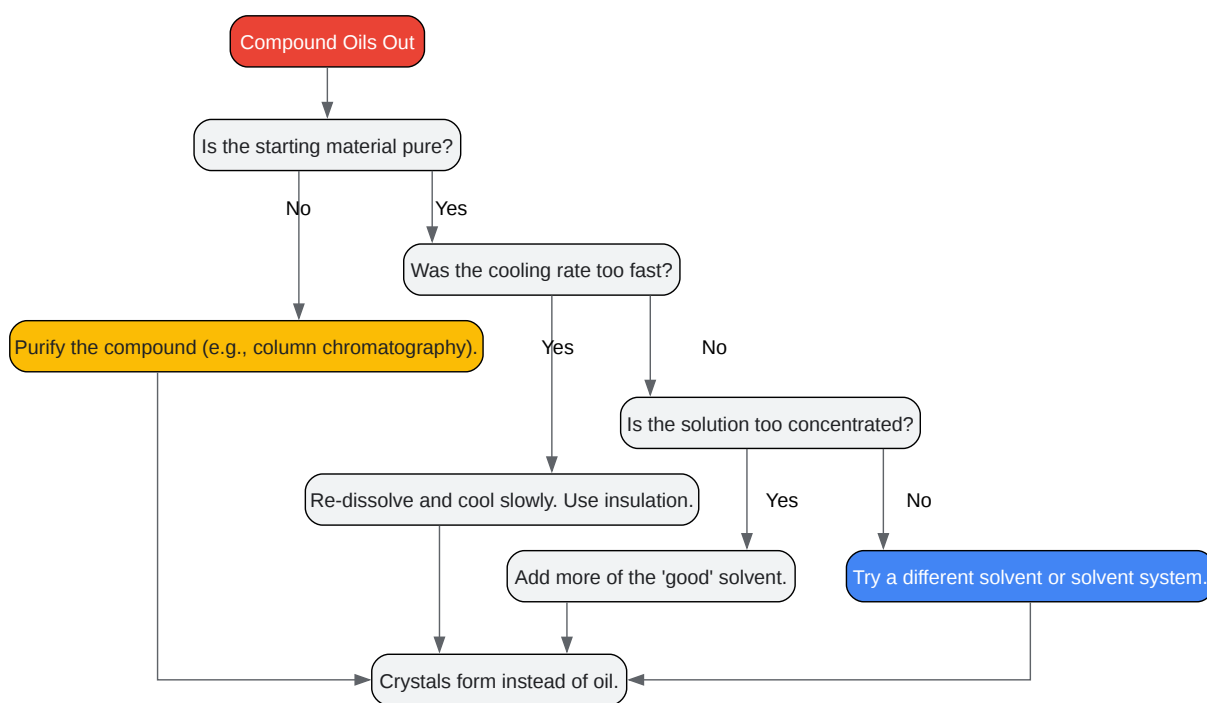 Compound Oils Out
Is the starting material pure?
No
Yes
Was the cooling rate too fast?
Purify the compound (e.g., column chromatography).
Yes
No
Is the solution too concentrated?
Re-dissolve and cool slowly. Use insulation.
Yes
No
Add more of the 'good' solvent.
Try a different solvent or solvent system.
Crystals form instead of oil.